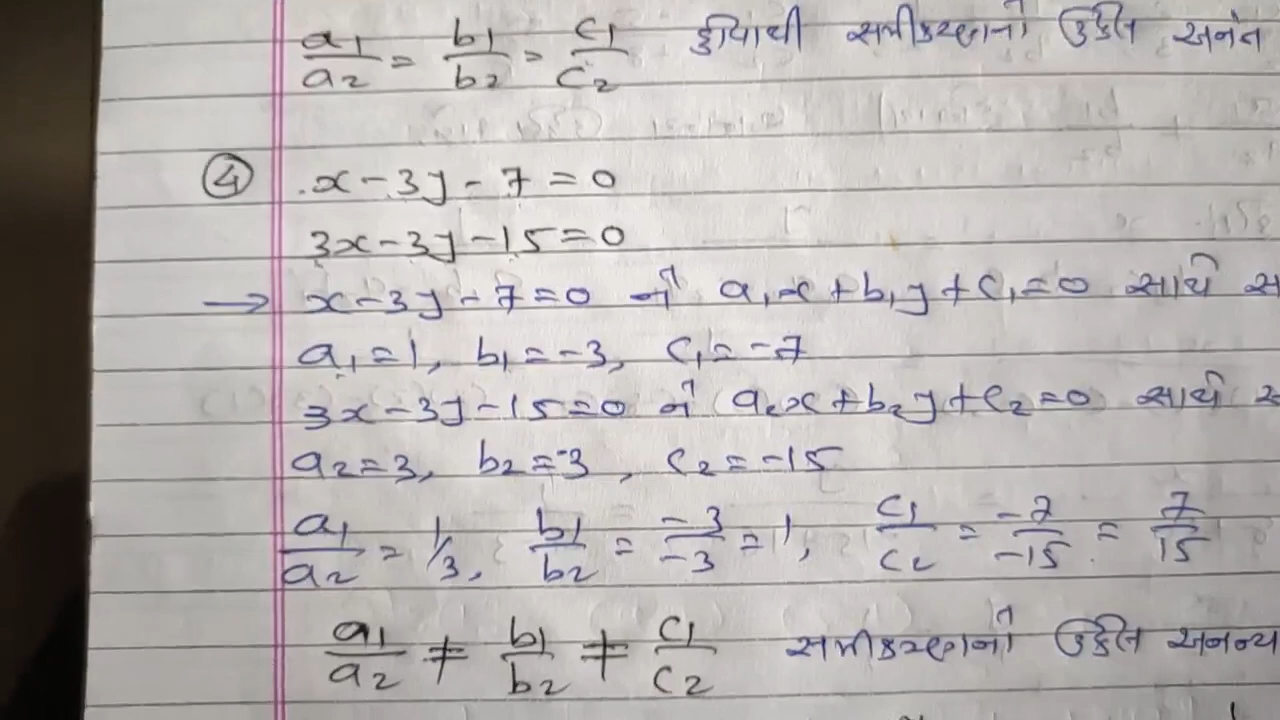 a₁/a₂ = b₁/b₂ = c₁/c₂ હોવાથી સમીકરણનો ઉકેલ અનંત
④ x - 3y - 7 = 0
3x - 3y - 15 = 0
→ x - 3y - 7 = 0 ને a₁x + b₁y + c₁ = 0 સાથે સ
a₁ = 1, b₁ = -3, c₁ = -7
3x - 3y - 15 = 0 ને a₂x + b₂y + c₂ = 0 સાથે સ
a₂ = 3, b₂ = -3, c₂ = -15
a₁/a₂ = 1/3, b₁/b₂ = -3/-3 = 1, c₁/c₂ = -7/-15 = 7/15
a₁/a₂ ≠ b₁/b₂ ≠ c₁/c₂ સમીકરણનો ઉકેલ અનન્ય